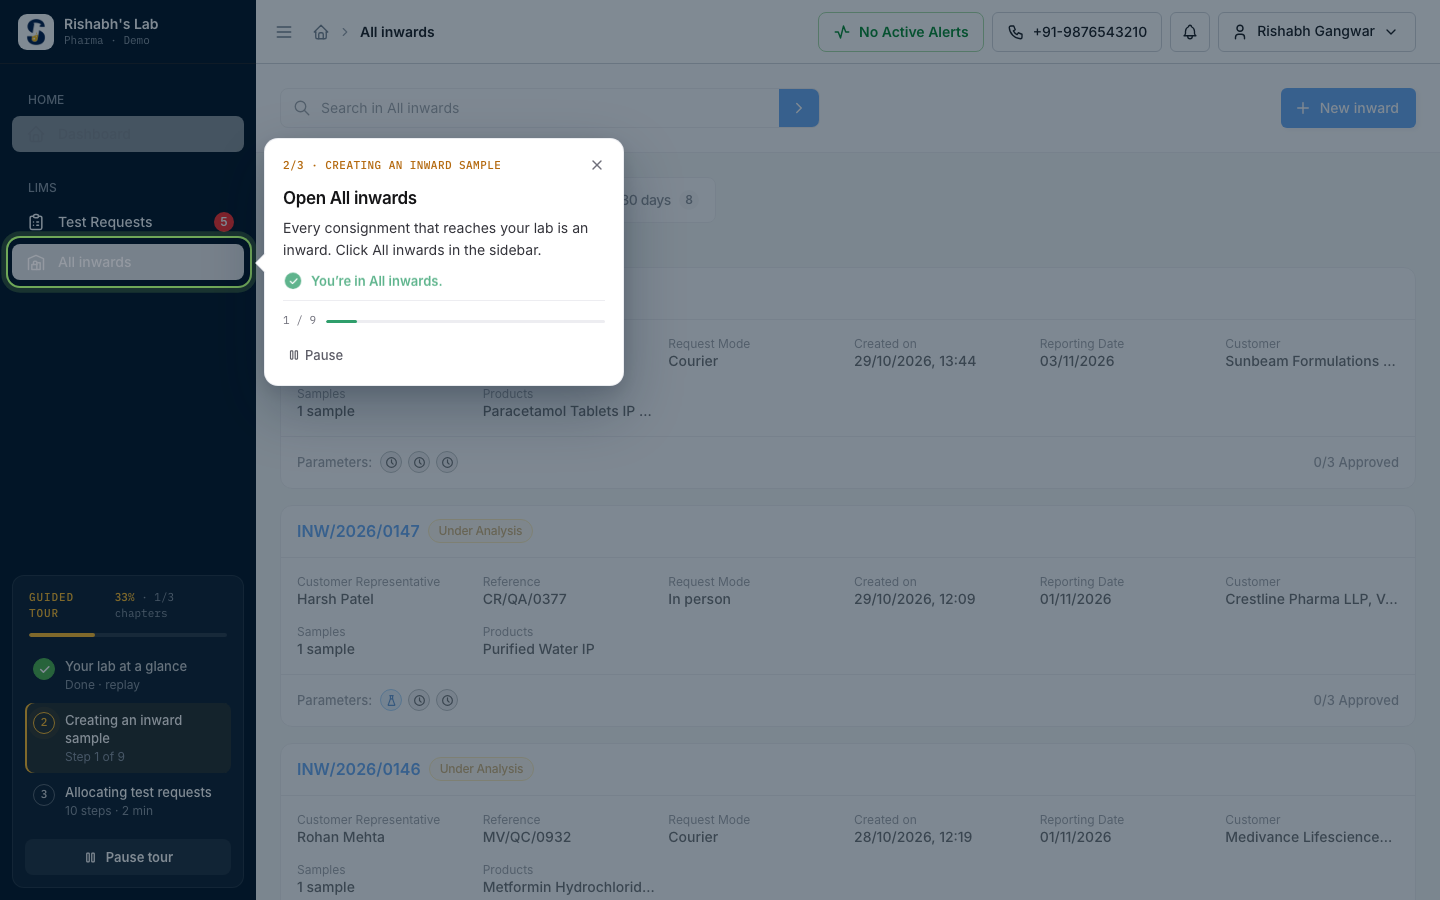 Rishabh's Lab
Pharma · Demo
HOME
LIMS
Test Requests
5
All inwards
GUIDED TOUR
33% · 1/3 chapters
Your lab at a glance
Done · replay
2
Creating an inward sample
Step 1 of 9
3
Allocating test requests
10 steps · 2 min
Pause tour
All inwards
No Active Alerts
+91-9876543210
Rishabh Gangwar
Search in All inwards
New inward
2/3 · CREATING AN INWARD SAMPLE
Open All inwards
Every consignment that reaches your lab is an
inward. Click All inwards in the sidebar.
You're in All inwards.
1 / 9
Pause
30 days 8
Request Mode
Courier
Created on
29/10/2026, 13:44
Reporting Date
03/11/2026
Customer
Sunbeam Formulations ...
Samples
1 sample
Products
Paracetamol Tablets IP ...
Parameters:
0/3 Approved
INW/2026/0147
Under Analysis
Customer Representative
Harsh Patel
Reference
CR/QA/0377
Request Mode
In person
Created on
29/10/2026, 12:09
Reporting Date
01/11/2026
Customer
Crestline Pharma LLP, V...
Samples
1 sample
Products
Purified Water IP
Parameters:
0/3 Approved
INW/2026/0146
Under Analysis
Customer Representative
Rohan Mehta
Reference
MV/QC/0932
Request Mode
Courier
Created on
28/10/2026, 12:19
Reporting Date
01/11/2026
Customer
Medivance Lifescience...
Samples
1 sample
Products
Metformin Hydrochlorid...